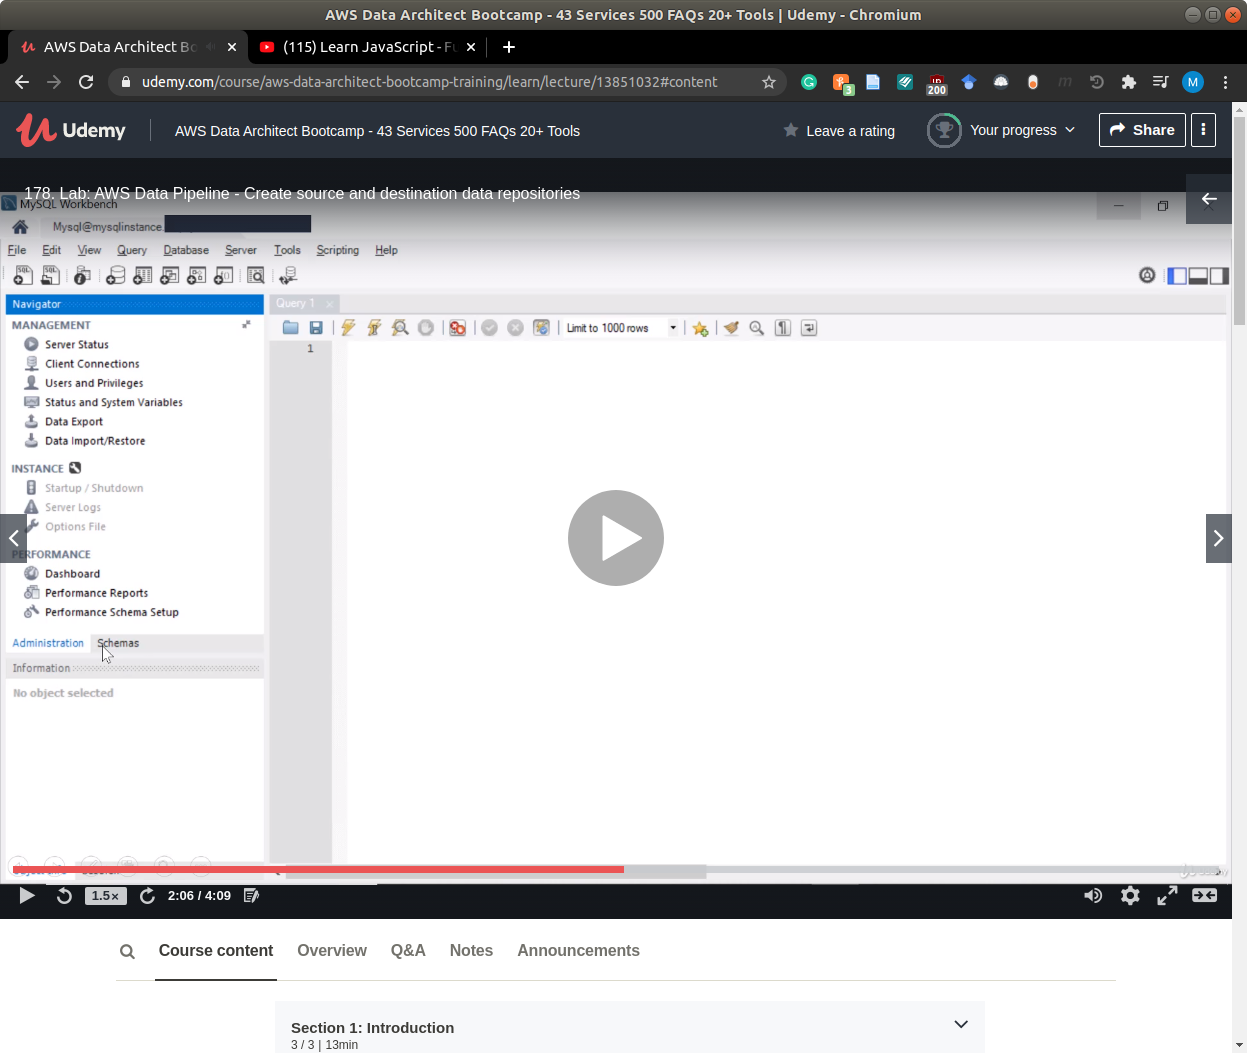 AWS Data Architect Bootcamp - 43 Services 500 FAQs 20+ Tools | Udemy - Chromium
AWS Data Architect Bo
(115) Learn JavaScript - Fu
udemy.com/course/aws-data-architect-bootcamp-training/learn/lecture/13851032#content
3
200
M
Udemy
AWS Data Architect Bootcamp - 43 Services 500 FAQs 20+ Tools
Leave a rating
Your progress
Share
178. Lab: AWS Data Pipeline - Create source and destination data repositories
MySQL Workbench
Mysql@mysqlinstance.
File Edit View Query Database Server Tools Scripting Help
Navigator
Query 1
MANAGEMENT
Limit to 1000 rows
Server Status
1
Client Connections
Users and Privileges
Status and System Variables
Data Export
Data Import/Restore
INSTANCE
Startup / Shutdown
Server Logs
Options File
PERFORMANCE
Dashboard
Performance Reports
Performance Schema Setup
Administration Schemas
Information
No object selected
1.5×
2:06 / 4:09
Course content Overview Q&A Notes Announcements
Section 1: Introduction
3 / 3 | 13min